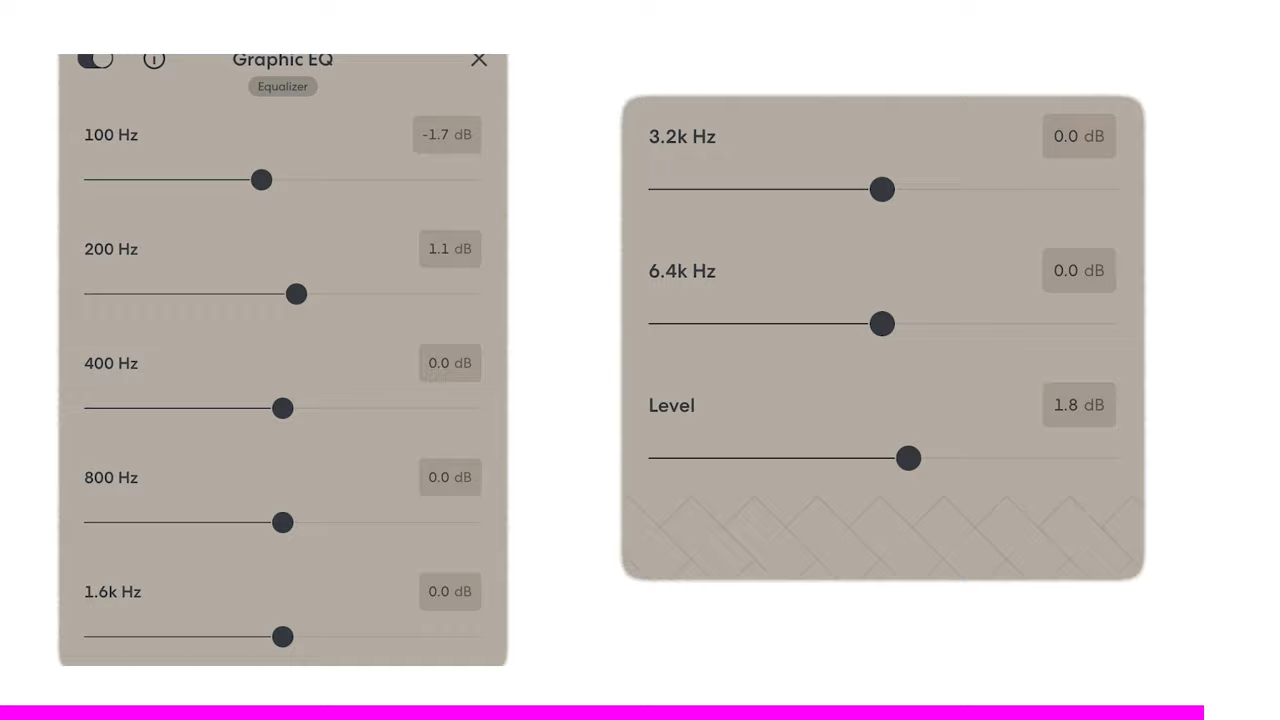 Graphic EQ
Equalizer
100 Hz -1.7 dB
200 Hz 1.1 dB
400 Hz 0.0 dB
800 Hz 0.0 dB
1.6k Hz 0.0 dB
3.2k Hz 0.0 dB
6.4k Hz 0.0 dB
Level 1.8 dB